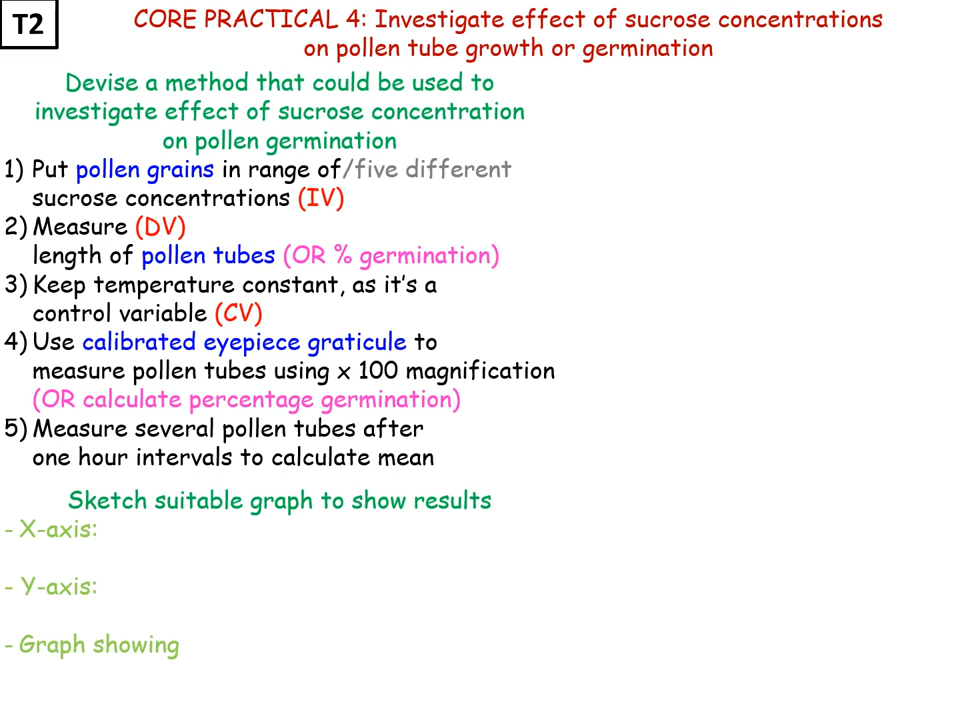 T2
CORE PRACTICAL 4: Investigate effect of sucrose concentrations
on pollen tube growth or germination
Devise a method that could be used to
investigate effect of sucrose concentration
on pollen germination
1) Put pollen grains in range of/five different
sucrose concentrations (IV)
2) Measure (DV)
length of pollen tubes (OR % germination)
3) Keep temperature constant, as it's a
control variable (CV)
4) Use calibrated eyepiece graticule to
measure pollen tubes using x 100 magnification
(OR calculate percentage germination)
5) Measure several pollen tubes after
one hour intervals to calculate mean
Sketch suitable graph to show results
- X-axis:
- Y-axis:
- Graph showing